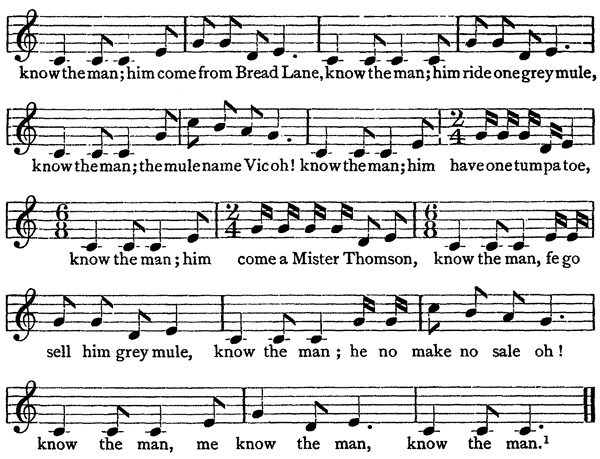 know the man; him come from Bread Lane, know the man; him ride one grey mule,
know the man; the mule name Vic oh! know the man; him have one tumpa toe,
2
4
know the man; him come a Mister Thomson, know the man, fe go
6
8
2
4
6
8
sell him grey mule, know the man; he no make no sale oh!
know the man, me know the man, know the man.¹